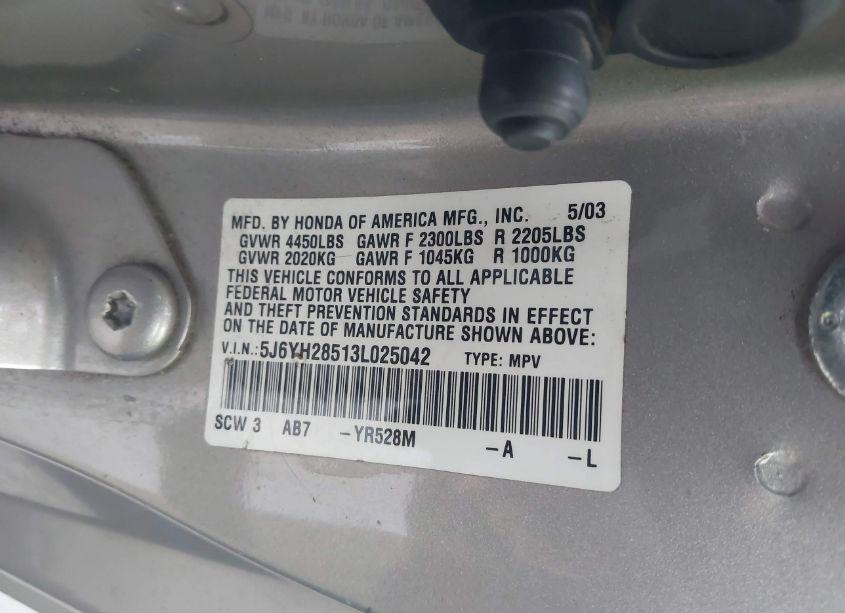 MFD. BY HONDA OF AMERICA MFG., INC. 5/03
GVWR 4450LBS GAWR F 2300LBS R 2205LBS
GVWR 2020KG GAWR F 1045KG R 1000KG
THIS VEHICLE CONFORMS TO ALL APPLICABLE
FEDERAL MOTOR VEHICLE SAFETY
AND THEFT PREVENTION STANDARDS IN EFFECT
ON THE DATE OF MANUFACTURE SHOWN ABOVE:
V.I.N.:5J6YH28513L025042 TYPE: MPV
SCW 3 AB7 -YR528M -A -L